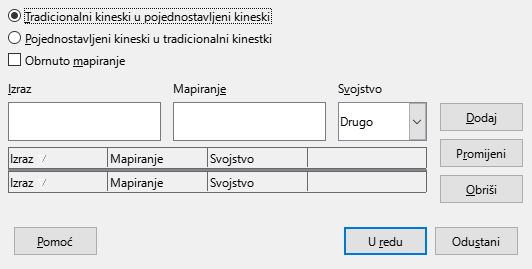 Tradicionalni kineski u pojednostavljeni kineski
Pojednostavljeni kineski u tradicionalni kinestki
Obrnuto mapiranje
Izraz Mapiranje Svojstvo
Drugo Dodaj
Izraz Mapiranje Svojstvo Promijeni
Izraz Mapiranje Svojstvo Obriši
Pomoć U redu Odustani